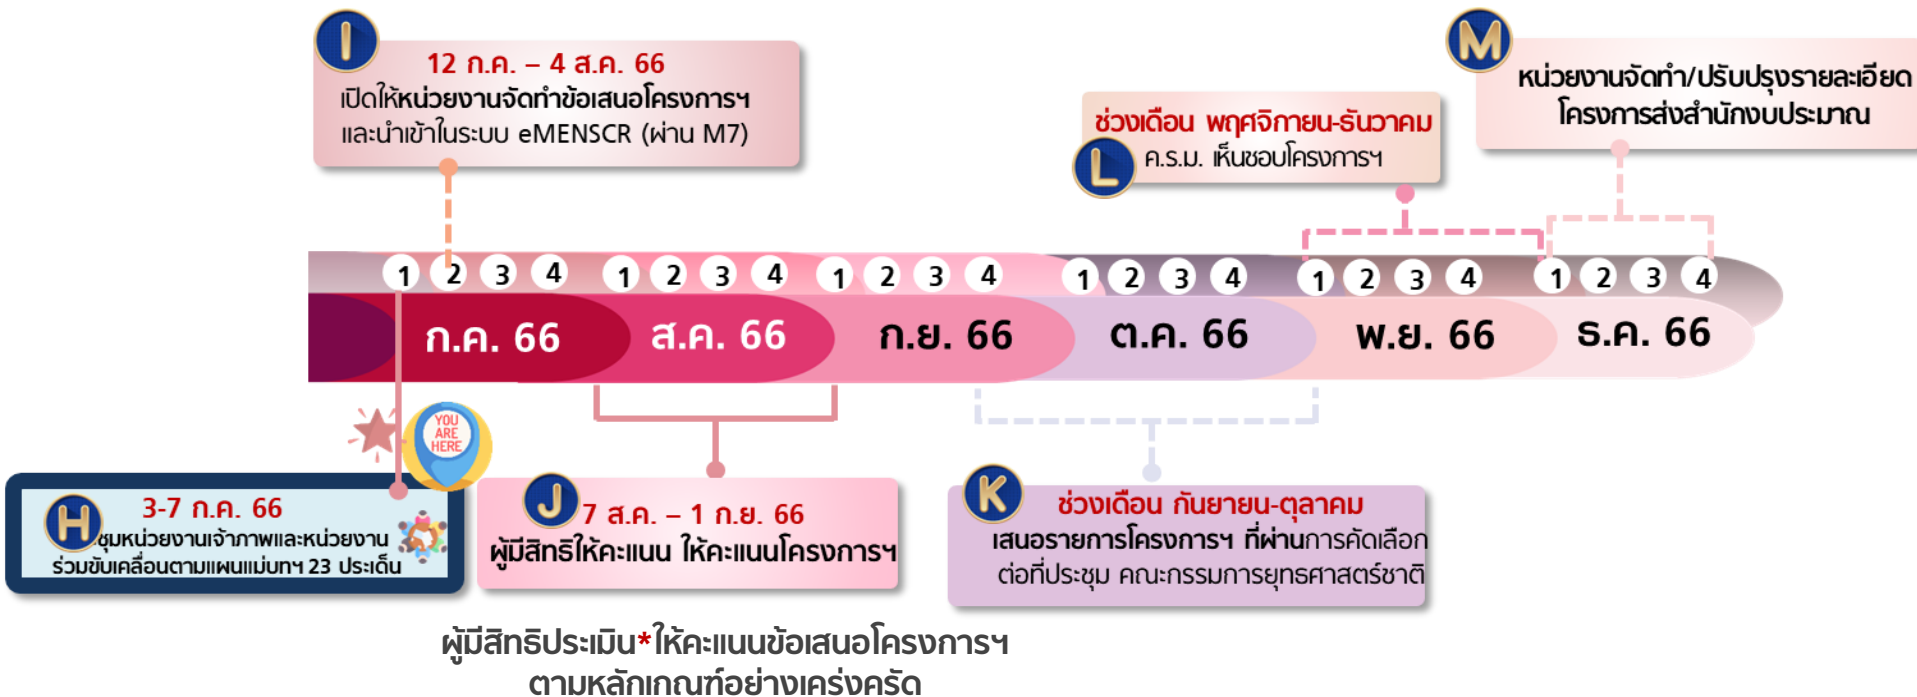 I
12 ก.ค. – 4 ส.ค. 66
เปิดให้หน่วยงานจัดทำข้อเสนอโครงการฯ
และนำเข้าในระบบ eMENSCR (ผ่าน M7)
L
ช่วงเดือน พฤศจิกายน-ธันวาคม
ค.ร.ม. เห็นชอบโครงการฯ
M
หน่วยงานจัดทำ/ปรับปรุงรายละเอียด
โครงการส่งสำนักงบประมาณ
1 2 3 4 1 2 3 4 1 2 3 4 1 2 3 4 1 2 3 4 1 2 3 4
ก.ค. 66 ส.ค. 66 ก.ย. 66 ต.ค. 66 พ.ย. 66 ธ.ค. 66
YOU
ARE
HERE
H
3-7 ก.ค. 66
ชุมหน่วยงานเจ้าภาพและหน่วยงาน
ร่วมขับเคลื่อนตามแผนแม่บทฯ 23 ประเด็น
J
7 ส.ค. – 1 ก.ย. 66
ผู้มีสิทธิให้คะแนน ให้คะแนนโครงการฯ
K
ช่วงเดือน กันยายน-ตุลาคม
เสนอรายการโครงการฯ ที่ผ่านการคัดเลือก
ต่อที่ประชุม คณะกรรมการยุทธศาสตร์ชาติ
ผู้มีสิทธิประเมิน*ให้คะแนนข้อเสนอโครงการฯ
ตามหลักเกณฑ์อย่างเคร่งครัด